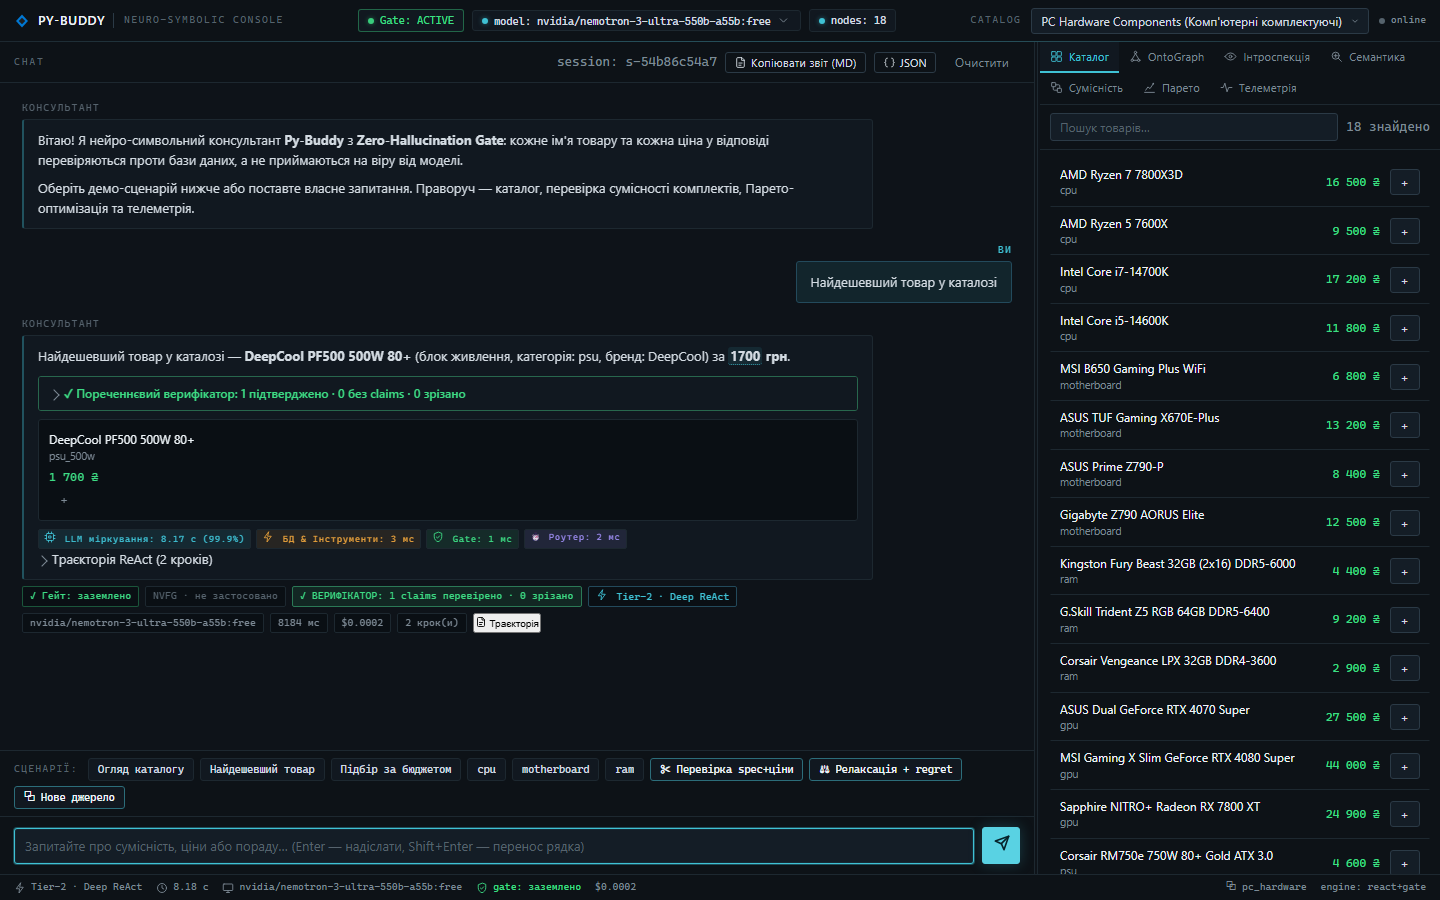 PY-BUDDY NEURO-SYMBOLIC CONSOLE Gate: ACTIVE model: nvidia/nemotron-3-ultra-550b-a55b:free nodes: 18 CATALOG PC Hardware Components (Комп'ютерні комплектуючі) online
CHAT session: s-54b86c54a7 Копіювати звіт (MD) {} JSON Очистити
КОНСУЛЬТАНТ
Вітаю! Я нейро-символьний консультант Py-Buddy з Zero-Hallucination Gate: кожне ім'я товару та кожна ціна у відповіді
перевіряються проти бази даних, а не приймаються на віру від моделі.
Оберіть демо-сценарій нижче або поставте власне запитання. Праворуч — каталог, перевірка сумісності комплектів, Парето-
оптимізація та телеметрія.
ВИ
Найдешевший товар у каталозі
КОНСУЛЬТАНТ
Найдешевший товар у каталозі — DeepCool PF500 500W 80+ (блок живлення, категорія: psu, бренд: DeepCool) за 1700 грн.
✓ Пореченнєвий верифікатор: 1 підтверджено · 0 без claims · 0 зрізано
DeepCool PF500 500W 80+
psu_500w
1 700 ₴
+
LLM міркування: 8.17 с (99.9%) БД & Інструменти: 3 мс Gate: 1 мс Роутер: 2 мс
Траєкторія ReAct (2 кроків)
✓ Гейт: заземлено NVFG · не застосовано ✓ ВЕРИФІКАТОР: 1 claims перевірено · 0 зрізано Tier-2 · Deep ReAct
nvidia/nemotron-3-ultra-550b-a55b:free 8184 мс $0.0002 2 крок(и) Траєкторія
СЦЕНАРІЇ: Огляд каталогу Найдешевший товар Підбір за бюджетом cpu motherboard ram Перевірка spec+ціни Релаксація + regret
Нове джерело
Запитайте про сумісність, ціни або пораду... (Enter — надіслати, Shift+Enter — перенос рядка)
Каталог OntoGraph Інтроспекція Семантика
Сумісність Парето Телеметрія
Пошук товарів... 18 знайдено
AMD Ryzen 7 7800X3D
cpu
16 500 ₴ +
AMD Ryzen 5 7600X
cpu
9 500 ₴ +
Intel Core i7-14700K
cpu
17 200 ₴ +
Intel Core i5-14600K
cpu
11 800 ₴ +
MSI B650 Gaming Plus WiFi
motherboard
6 800 ₴ +
ASUS TUF Gaming X670E-Plus
motherboard
13 200 ₴ +
ASUS Prime Z790-P
motherboard
8 400 ₴ +
Gigabyte Z790 AORUS Elite
motherboard
12 500 ₴ +
Kingston Fury Beast 32GB (2x16) DDR5-6000
ram
4 400 ₴ +
G.Skill Trident Z5 RGB 64GB DDR5-6400
ram
9 200 ₴ +
Corsair Vengeance LPX 32GB DDR4-3600
ram
2 900 ₴ +
ASUS Dual GeForce RTX 4070 Super
gpu
27 500 ₴ +
MSI Gaming X Slim GeForce RTX 4080 Super
gpu
44 000 ₴ +
Sapphire NITRO+ Radeon RX 7800 XT
gpu
24 900 ₴ +
Corsair RM750e 750W 80+ Gold ATX 3.0
psu
4 600 ₴ +
Tier-2 · Deep ReAct 8.18 с nvidia/nemotron-3-ultra-550b-a55b:free gate: заземлено $0.0002 pc_hardware engine: react+gate